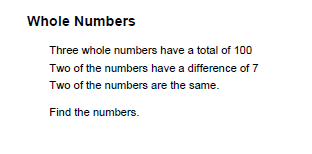 Whole Numbers
Three whole numbers have a total of 100
Two of the numbers have a difference of 7
Two of the numbers are the same.
Find the numbers.